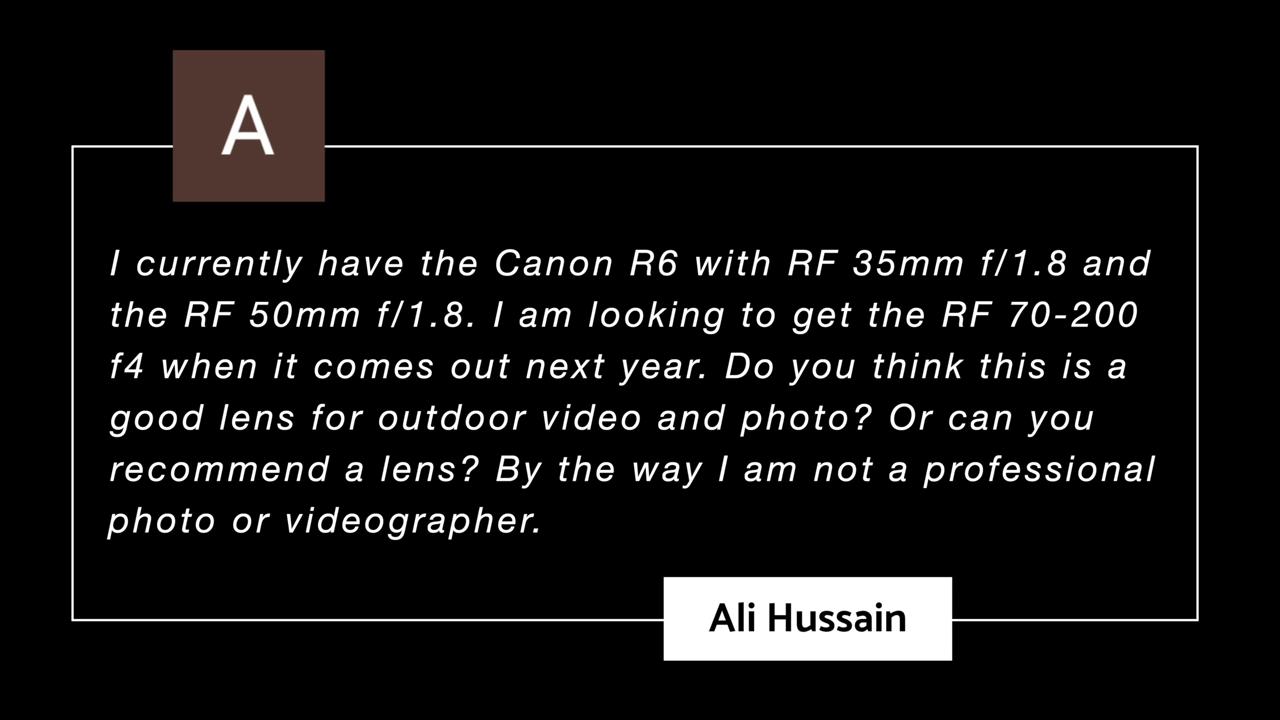 A
I currently have the Canon R6 with RF 35mm f/1.8 and
the RF 50mm f/1.8. I am looking to get the RF 70-200
f4 when it comes out next year. Do you think this is a
good lens for outdoor video and photo? Or can you
recommend a lens? By the way I am not a professional
photo or videographer.
Ali Hussain